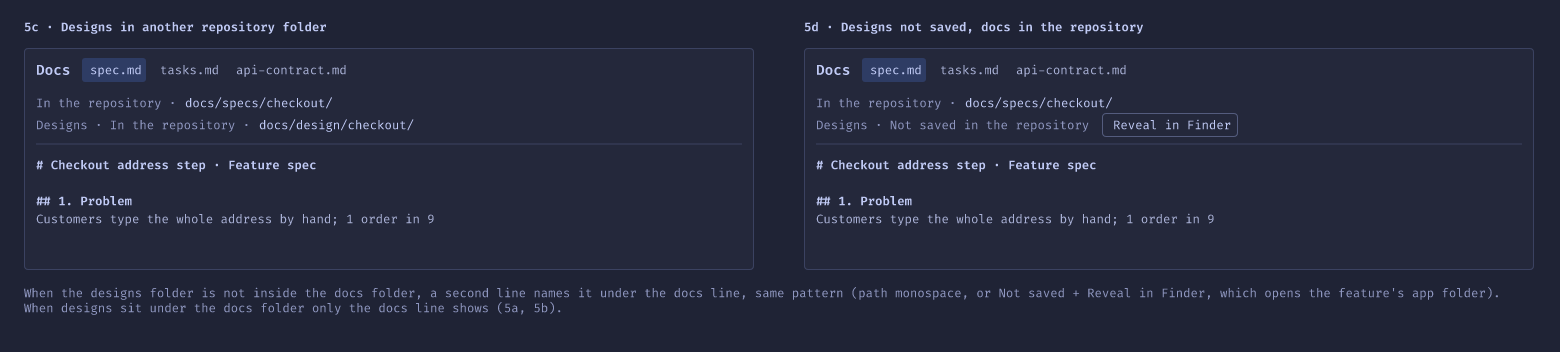 5c · Designs in another repository folder
Docs spec.md tasks.md api-contract.md
In the repository · docs/specs/checkout/
Designs · In the repository · docs/design/checkout/
# Checkout address step · Feature spec
## 1. Problem
Customers type the whole address by hand; 1 order in 9
5d · Designs not saved, docs in the repository
Docs spec.md tasks.md api-contract.md
In the repository · docs/specs/checkout/
Designs · Not saved in the repository Reveal in Finder
# Checkout address step · Feature spec
## 1. Problem
Customers type the whole address by hand; 1 order in 9
When the designs folder is not inside the docs folder, a second line names it under the docs line, same pattern (path monospace, or Not saved + Reveal in Finder, which opens the feature's app folder).
When designs sit under the docs folder only the docs line shows (5a, 5b).